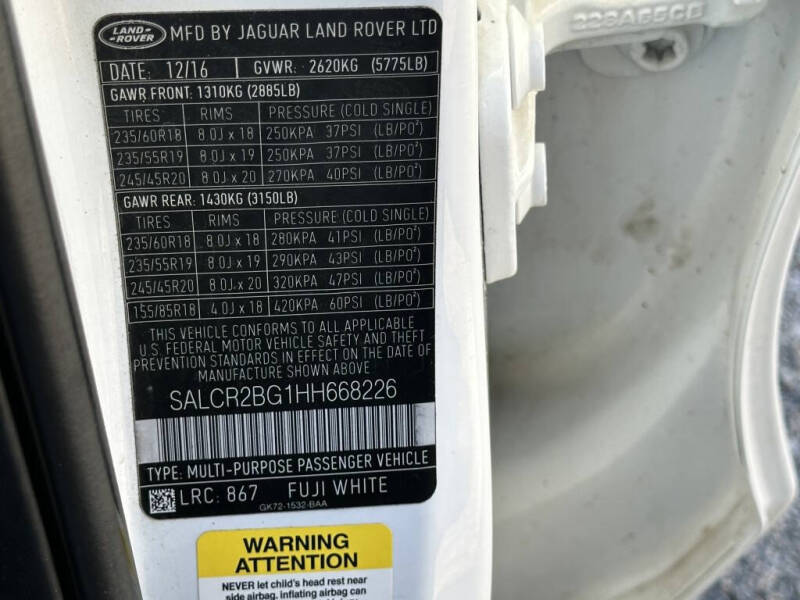 LAND
ROVER
MFD BY JAGUAR LAND ROVER LTD
DATE: 12/16 GVWR: 2620KG (5775LB)
GAWR FRONT: 1310KG (2885LB)
TIRES RIMS PRESSURE (COLD SINGLE)
235/60R18 8.0J x 18 250KPA 37PSI (LB/PO²)
235/55R19 8.0J x 19 250KPA 37PSI (LB/PO²)
245/45R20 8.0J x 20 270KPA 40PSI (LB/PO²)
GAWR REAR: 1430KG (3150LB)
TIRES RIMS PRESSURE (COLD SINGLE)
235/60R18 8.0J x 18 280KPA 41PSI (LB/PO²)
235/55R19 8.0J x 19 290KPA 43PSI (LB/PO²)
245/45R20 8.0J x 20 320KPA 47PSI (LB/PO²)
155/85R18 4.0J x 18 420KPA 60PSI (LB/PO²)
THIS VEHICLE CONFORMS TO ALL APPLICABLE
U.S. FEDERAL MOTOR VEHICLE SAFETY AND THEFT
PREVENTION STANDARDS IN EFFECT ON THE DATE
OF MANUFACTURE SHOWN ABOVE
SALCR2BG1HH668226
TYPE: MULTI-PURPOSE PASSENGER VEHICLE
LRC: 867 FUJI WHITE
GK72-1532-BAA
WARNING
ATTENTION
NEVER let child's head rest near
side airbag, inflating airbag can